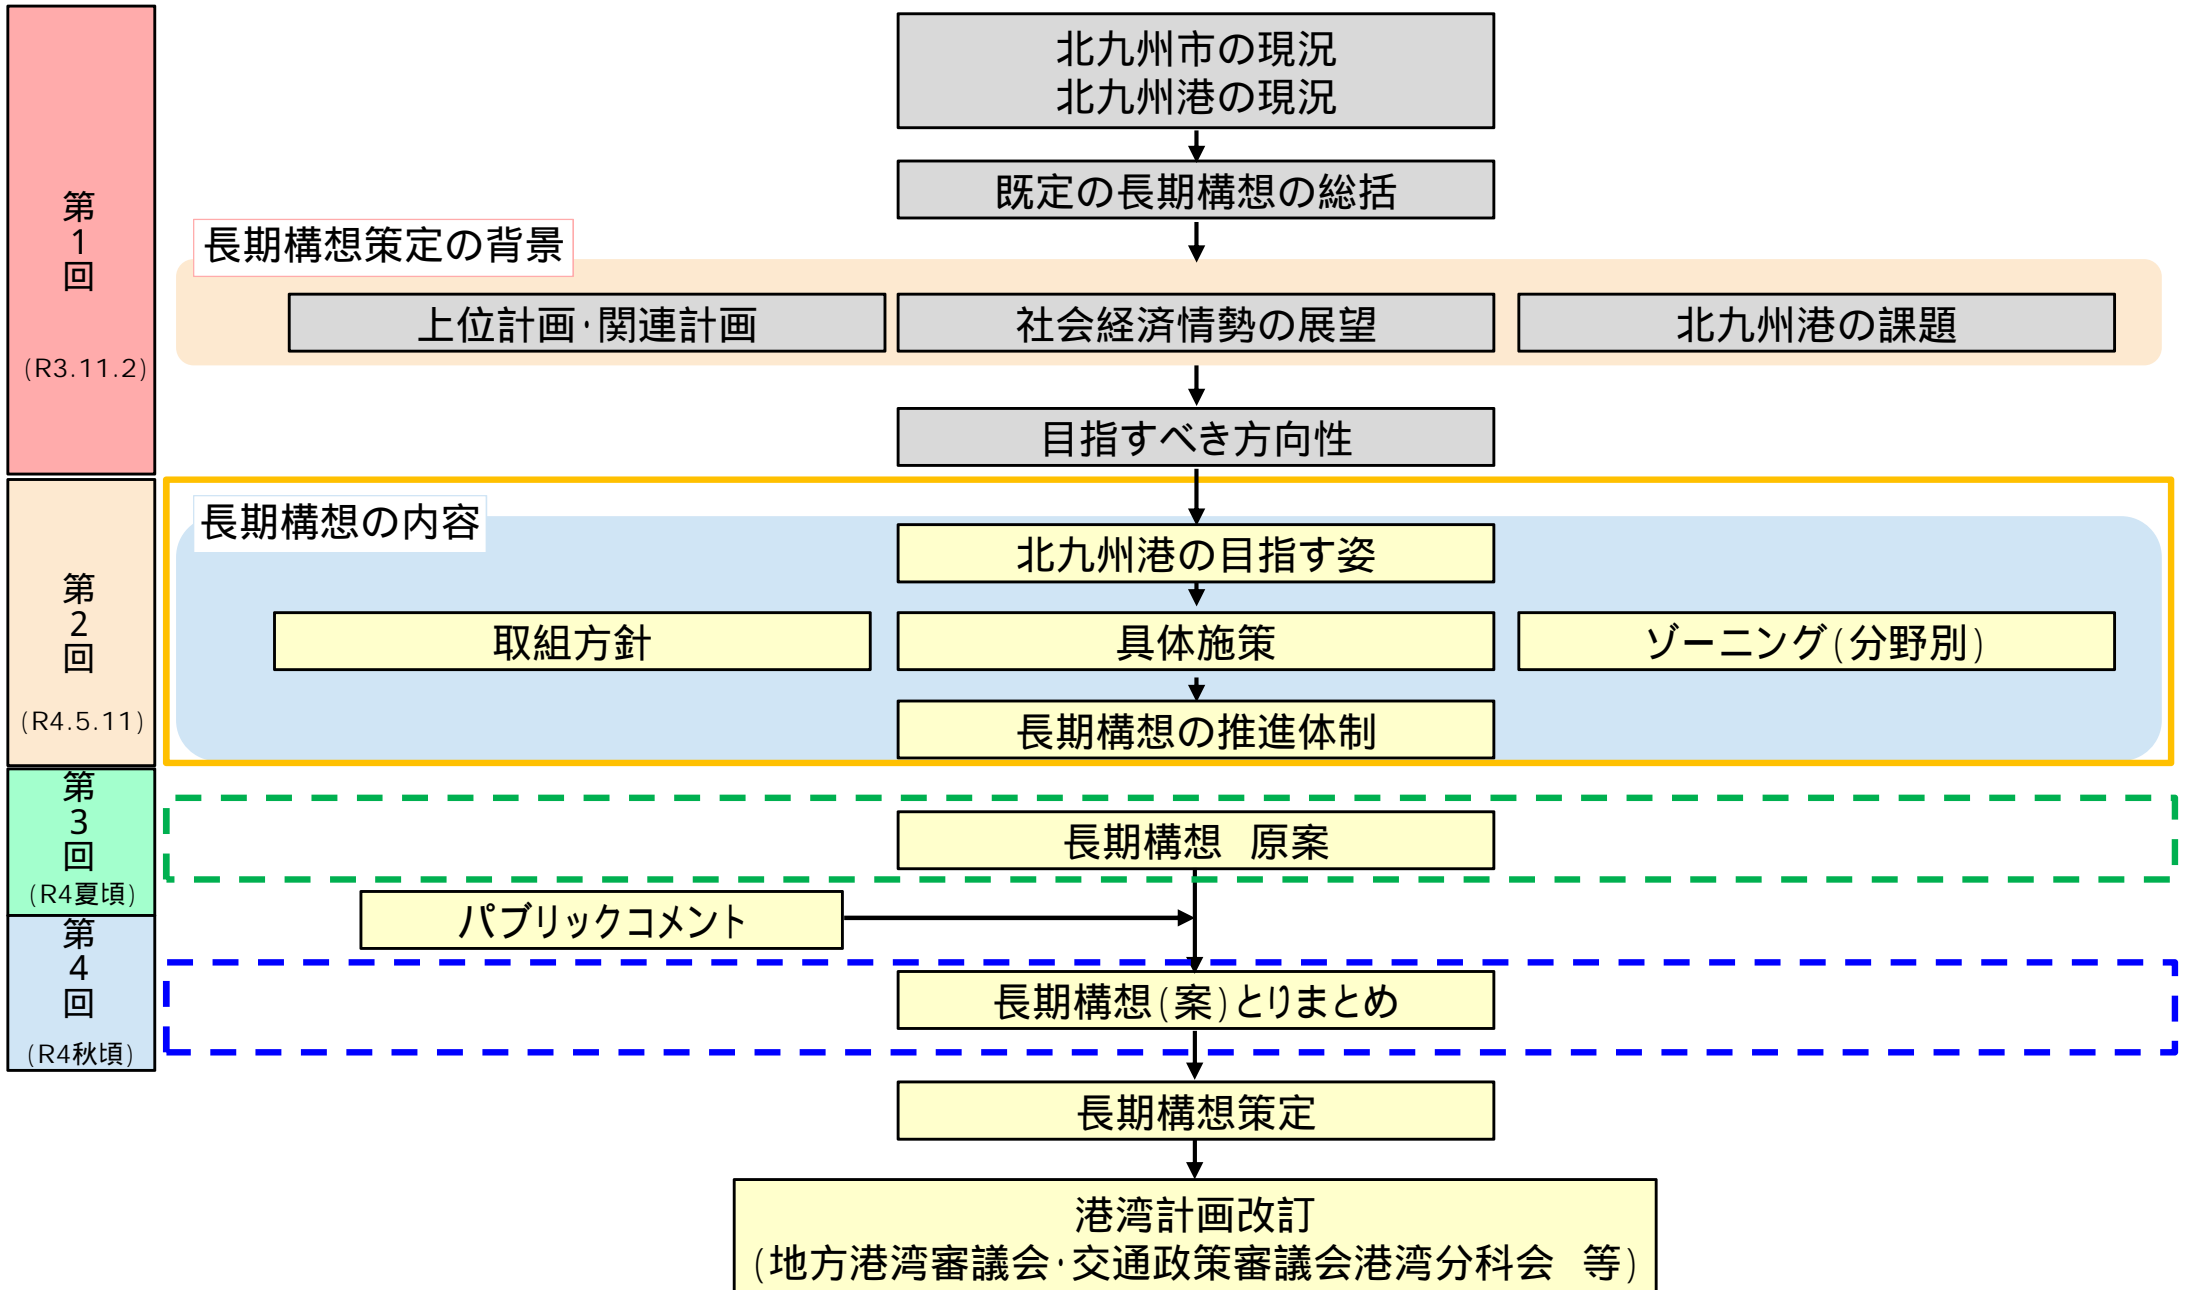 第1回
(R3.11.2)
北九州市の現況
北九州港の現況
既定の長期構想の総括
長期構想策定の背景
上位計画・関連計画
社会経済情勢の展望
北九州港の課題
目指すべき方向性
第2回
(R4.5.11)
長期構想の内容
北九州港の目指す姿
取組方針
具体施策
ゾーニング(分野別)
長期構想の推進体制
第3回
(R4夏頃)
長期構想　原案
パブリックコメント
第4回
(R4秋頃)
長期構想(案)とりまとめ
長期構想策定
港湾計画改訂
(地方港湾審議会・交通政策審議会港湾分科会　等)